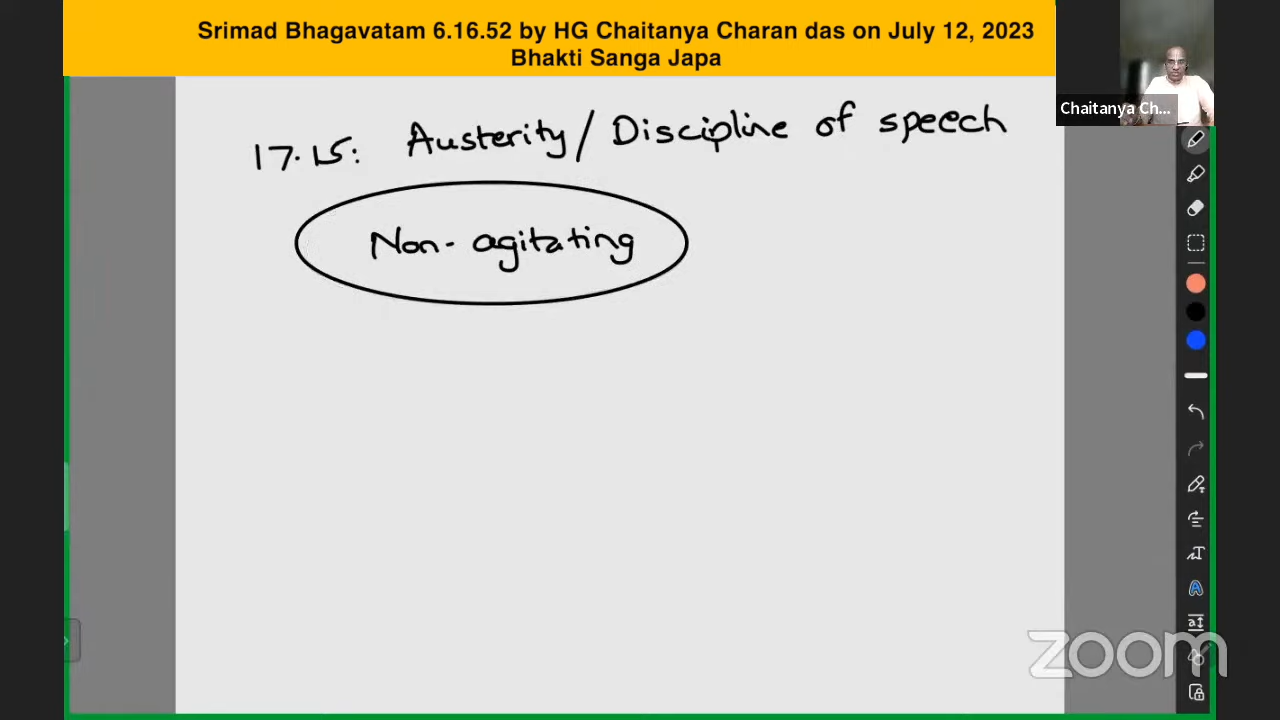 Srimad Bhagavatam 6.16.52 by HG Chaitanya Charan das on July 12, 2023
Bhakti Sanga Japa
Chaitanya Ch...
17.15: Austerity / Discipline of speech
Non-agitating
zoom